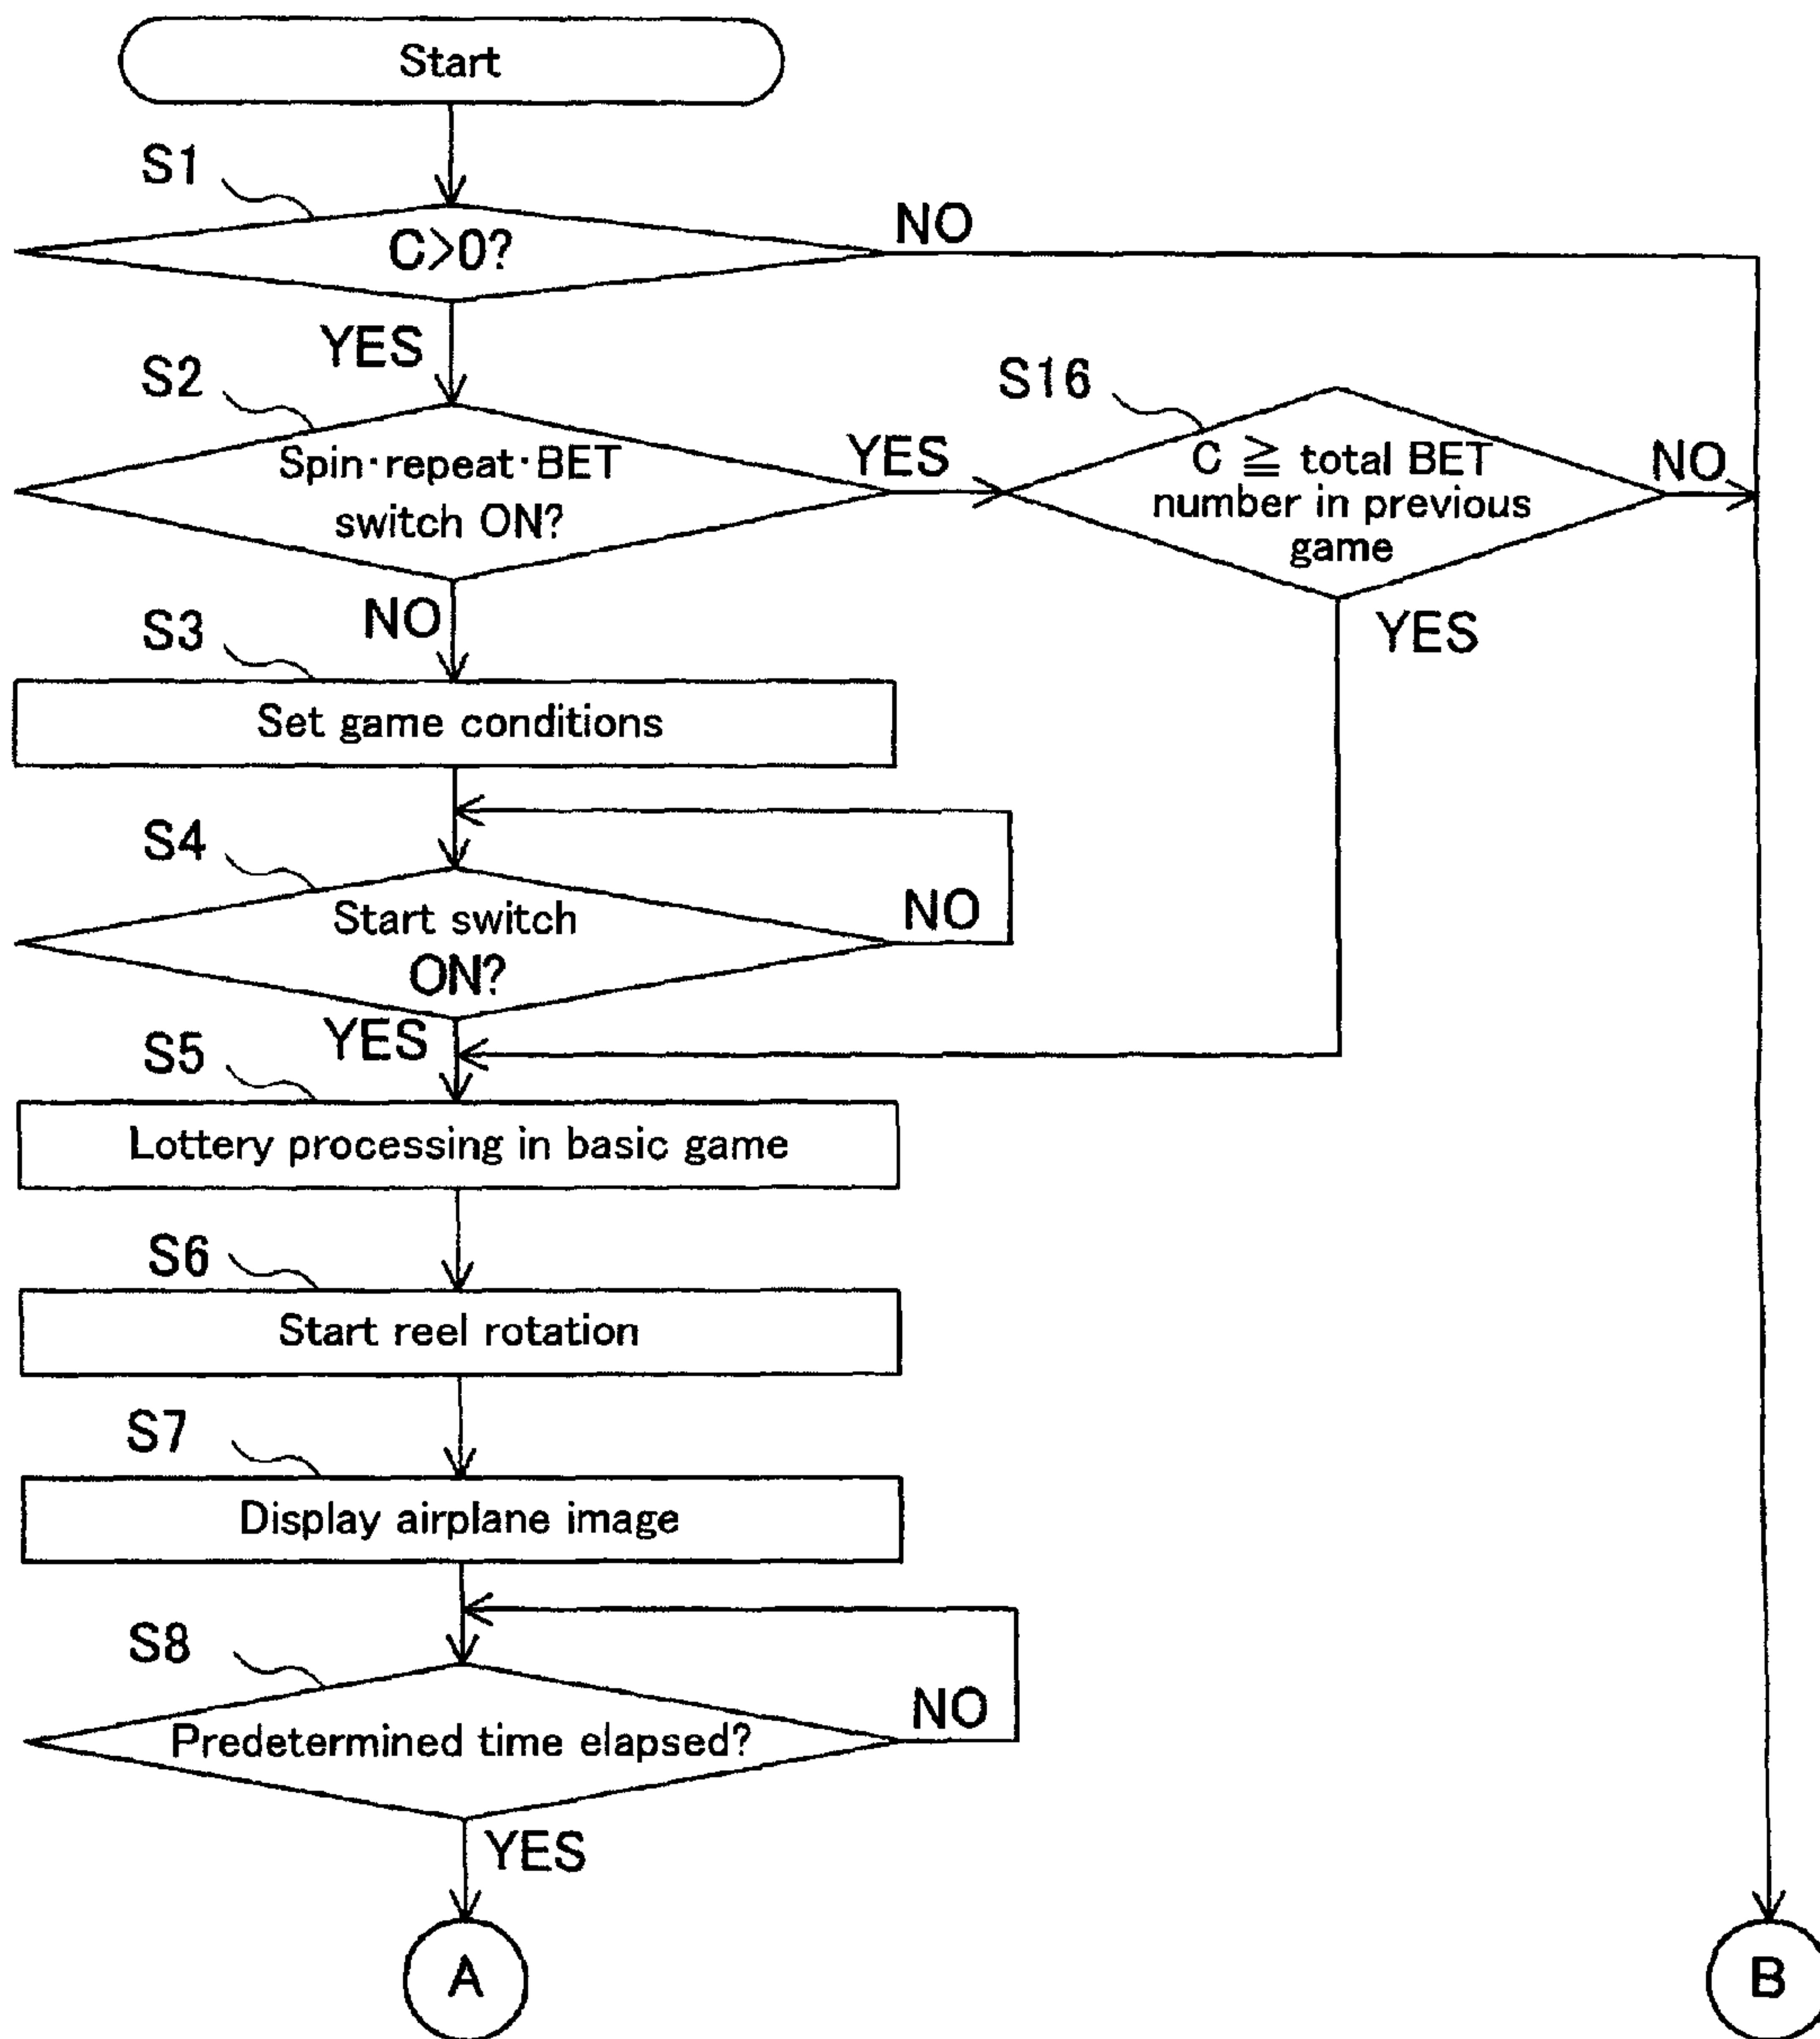 Start
S1
C>0?
NO
YES
S2
Spin·repeat·BET
switch ON?
YES
S16
C ≧ total BET
number in previous
game
NO
NO
YES
S3
Set game conditions
S4
Start switch
ON?
NO
YES
S5
Lottery processing in basic game
S6
Start reel rotation
S7
Display airplane image
S8
Predetermined time elapsed?
NO
YES
A
B